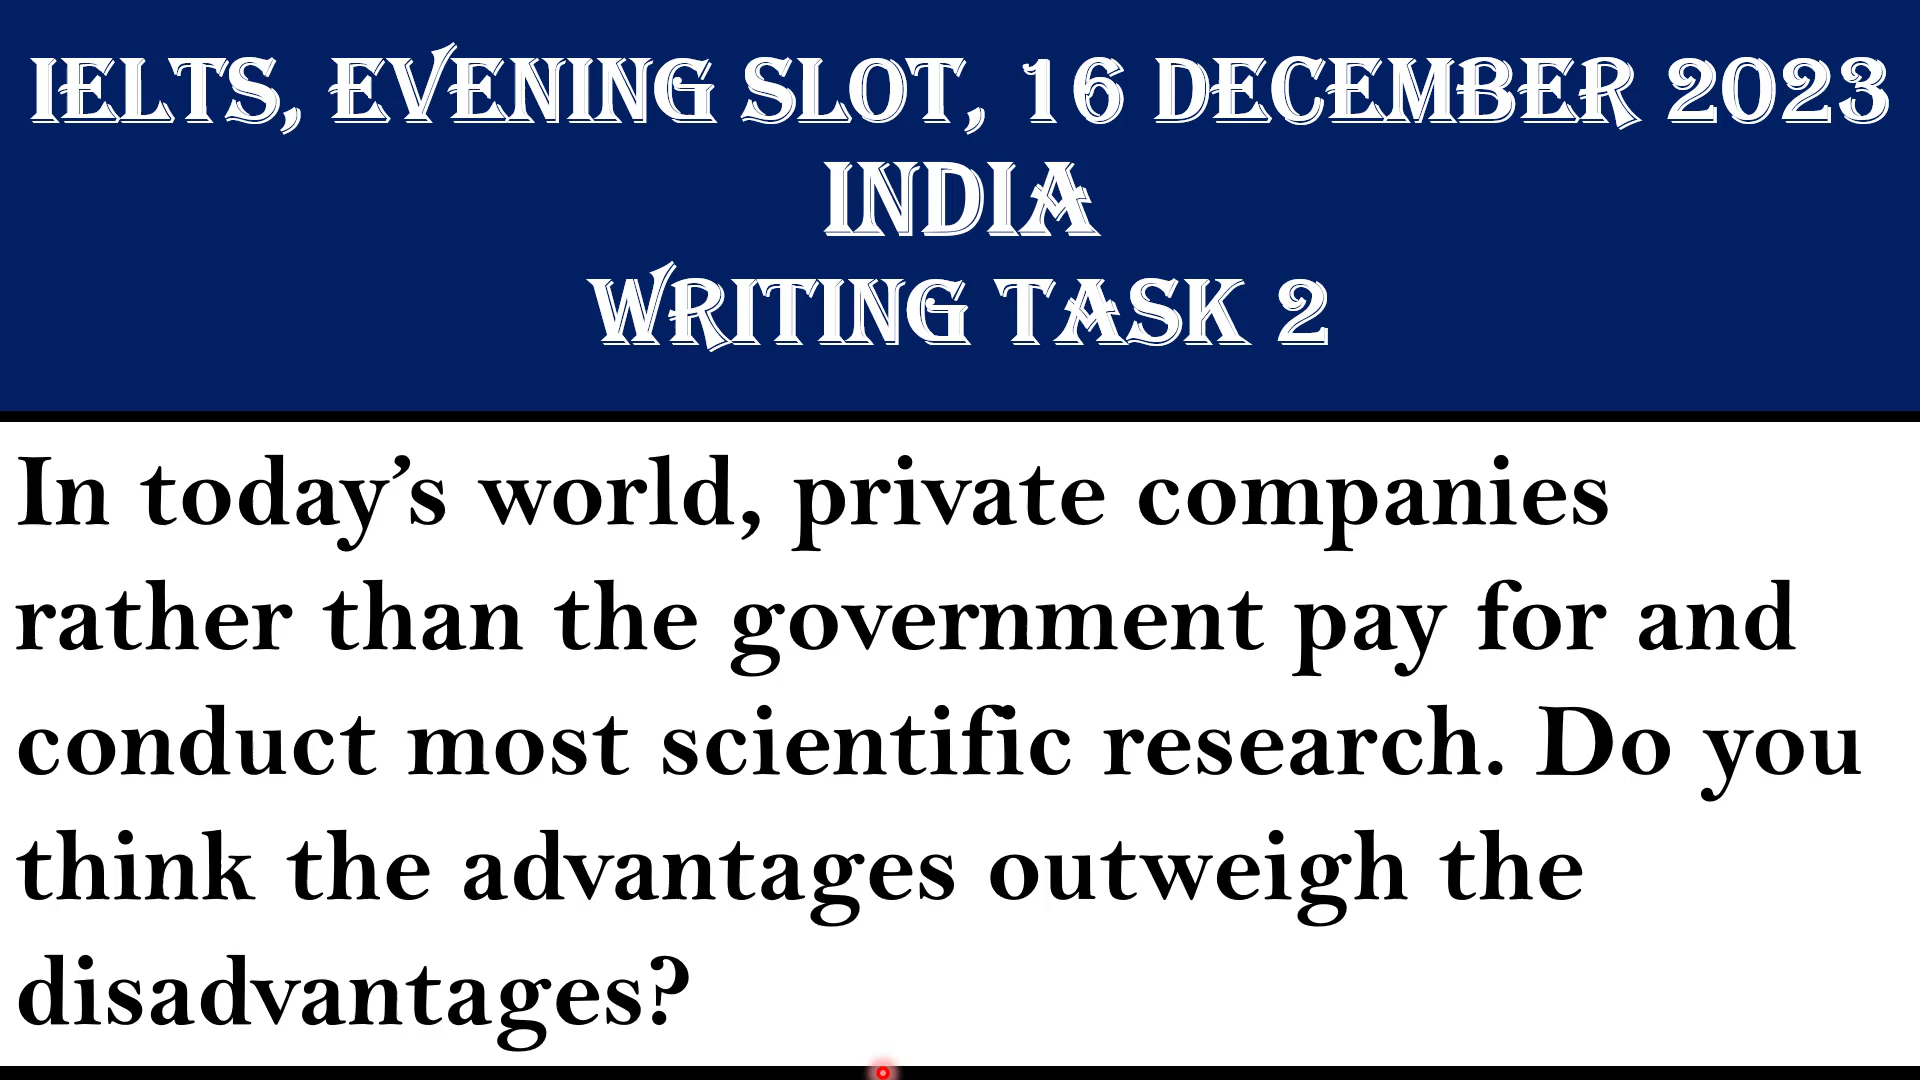 IELTS, EVENING SLOT, 16 DECEMBER 2023
INDIA
WRITING TASK 2
In today’s world, private companies
rather than the government pay for and
conduct most scientific research. Do you
think the advantages outweigh the
disadvantages?